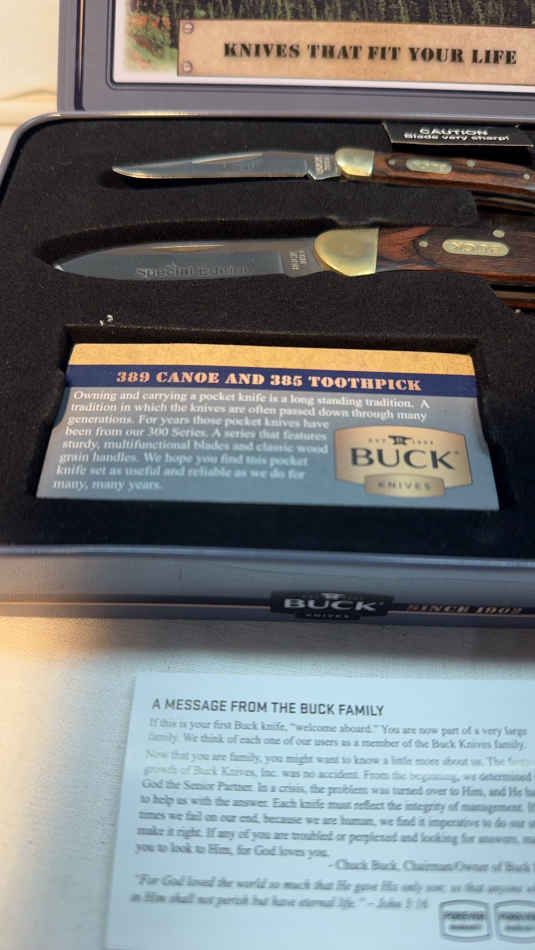 KNIVES THAT FIT YOUR LIFE
CAUTION
Blade very sharp!
BUCK
Special Edition
BUCK
389 CANOE AND 385 TOOTHPICK
Owning and carrying a pocket knife is a long standing tradition. A
tradition in which the knives are often passed down through many
generations. For years those pocket knives have
been from our 300 Series. A series that features
sturdy, multifunctional blades and classic wood
grain handles. We hope you find this pocket
knife set as useful and reliable as we do for
many, many years.
EST 1902
BUCK
KNIVES
BUCK
KNIVES
SINCE 1902
A MESSAGE FROM THE BUCK FAMILY
If this is your first Buck knife, "welcome aboard." You are now part of a very large
family. We think of each one of our users as a member of the Buck Knives family.
Now that you are family, you might want to know a little more about us. The
growth of Buck Knives, Inc. was no accident. From the beginning, we determined
God the Senior Partner. In a crisis, the problem was turned over to Him, and He
to help us with the answer. Each knife must reflect the integrity of management.
times we fail on our end, because we are human, we find it imperative to do our
make it right. If any of you are troubled or perplexed and looking for answers,
you to look to Him, for God loves you.
- Chuck Buck, Chairman/Owner of Buck
"For God loved the world so much that He gave His only son; so that anyone
in Him shall not perish but have eternal life." – John 3:16
FOREVER